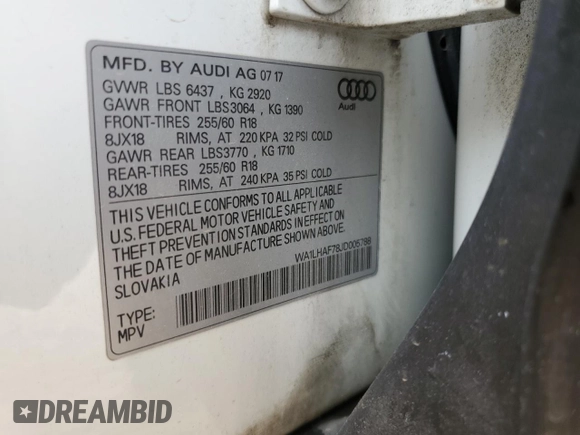 MFD. BY AUDI AG 07 17
GVWR LBS 6437 , KG 2920
GAWR FRONT LBS3064 , KG 1390
FRONT-TIRES 255/60 R18
8JX18 RIMS, AT 220 KPA 32 PSI COLD
GAWR REAR LBS3770 , KG 1710
REAR-TIRES 255/60 R18
8JX18 RIMS, AT 240 KPA 35 PSI COLD
Audi
THIS VEHICLE CONFORMS TO ALL APPLICABLE
U.S. FEDERAL MOTOR VEHICLE SAFETY AND
THEFT PREVENTION STANDARDS IN EFFECT ON
THE DATE OF MANUFACTURE SHOWN ABOVE.
SLOVAKIA
WA1LHAF78JD005788
TYPE:
MPV
DREAMBID